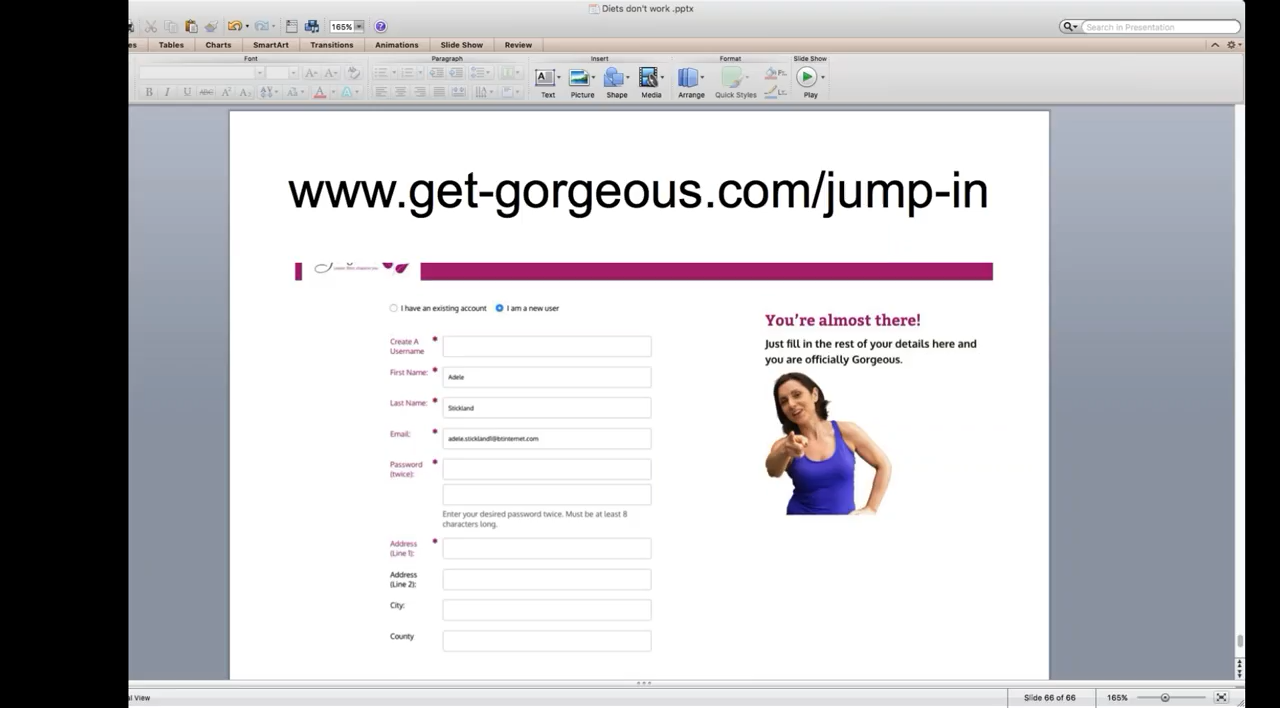 Diets don't work .pptx
165%
Search in Presentation
es Tables Charts SmartArt Transitions Animations Slide Show Review
Font Paragraph Insert Format Slide Show
Text Picture Shape Media Arrange Quick Styles Play
www.get-gorgeous.com/jump-in
I have an existing account I am a new user
You're almost there!
Just fill in the rest of your details here and
you are officially Gorgeous.
Create A
Username *
First Name: * Adele
Last Name: * Stickland
Email: * adele.stickland1@btinternet.com
Password
(twice): *
Enter your desired password twice. Must be at least 8
characters long.
Address
(Line 1): *
Address
(Line 2):
City:
County
al View Slide 66 of 66 165%